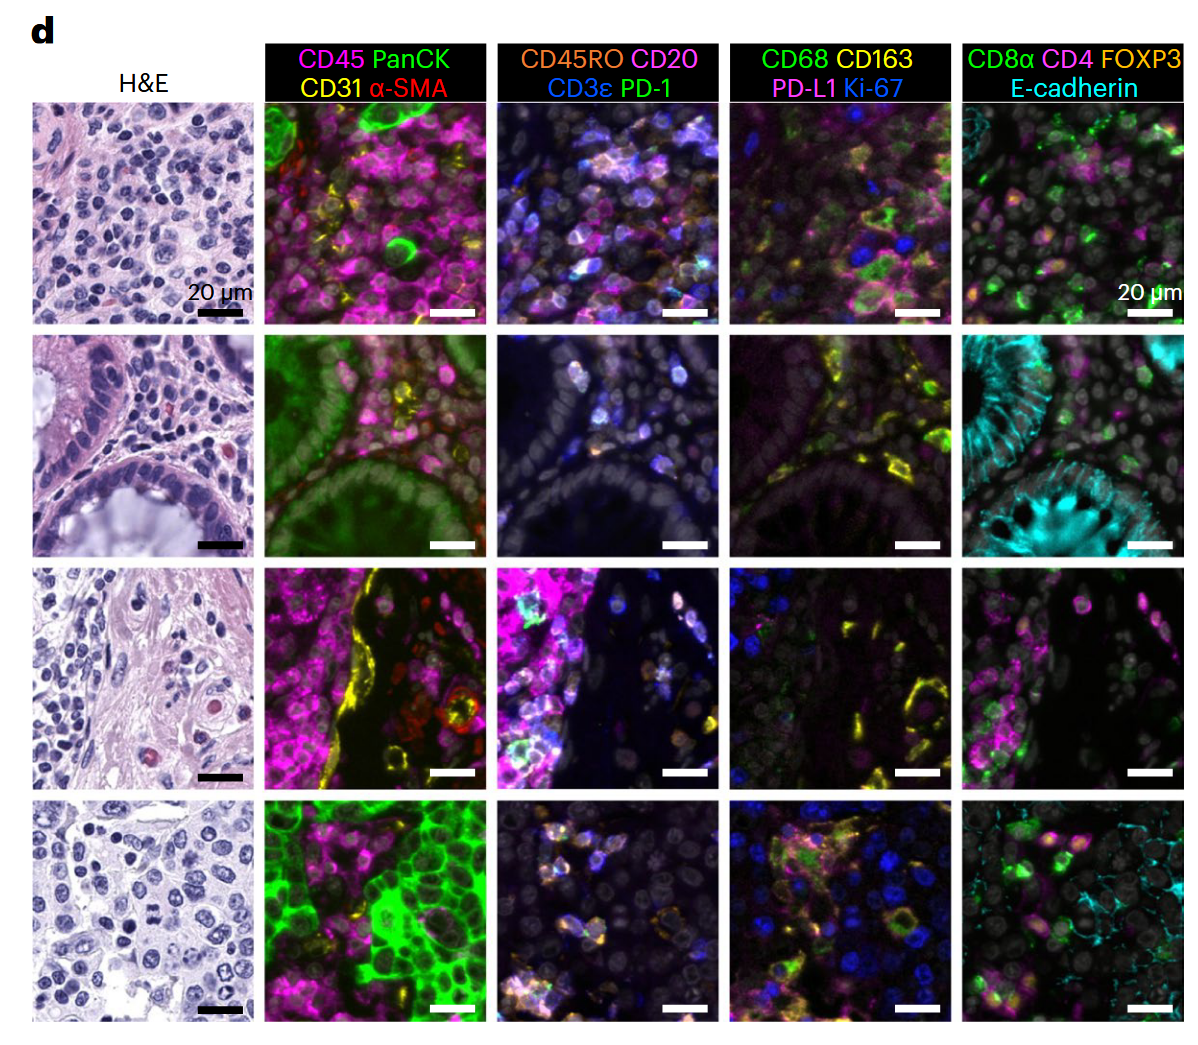 d
H&E
CD45 PanCK
CD31 α-SMA
CD45RO CD20
CD3ε PD-1
CD68 CD163
PD-L1 Ki-67
CD8α CD4 FOXP3
E-cadherin
20 μm
20 μm